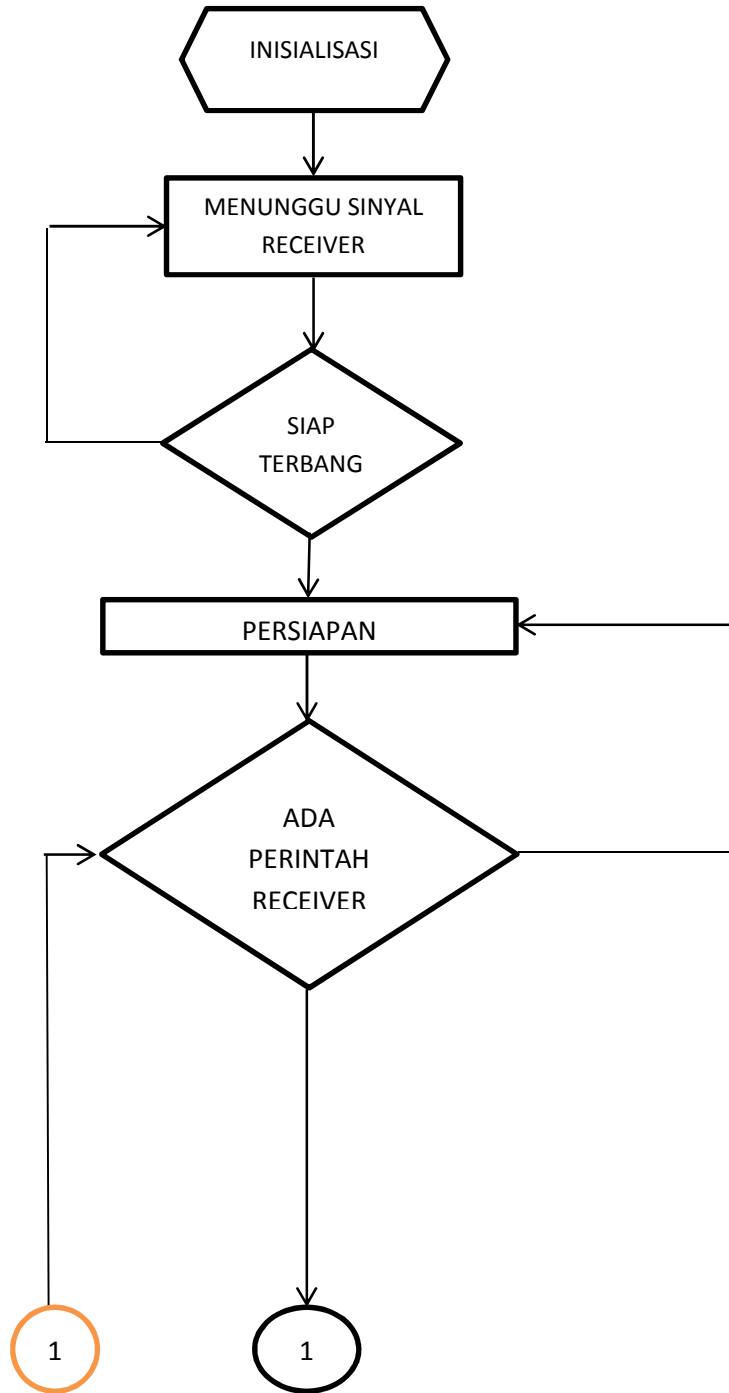 INISIALISASI
MENUNGGU SINYAL
RECEIVER
SIAP
TERBANG
PERSIAPAN
ADA
PERINTAH
RECEIVER
1
1